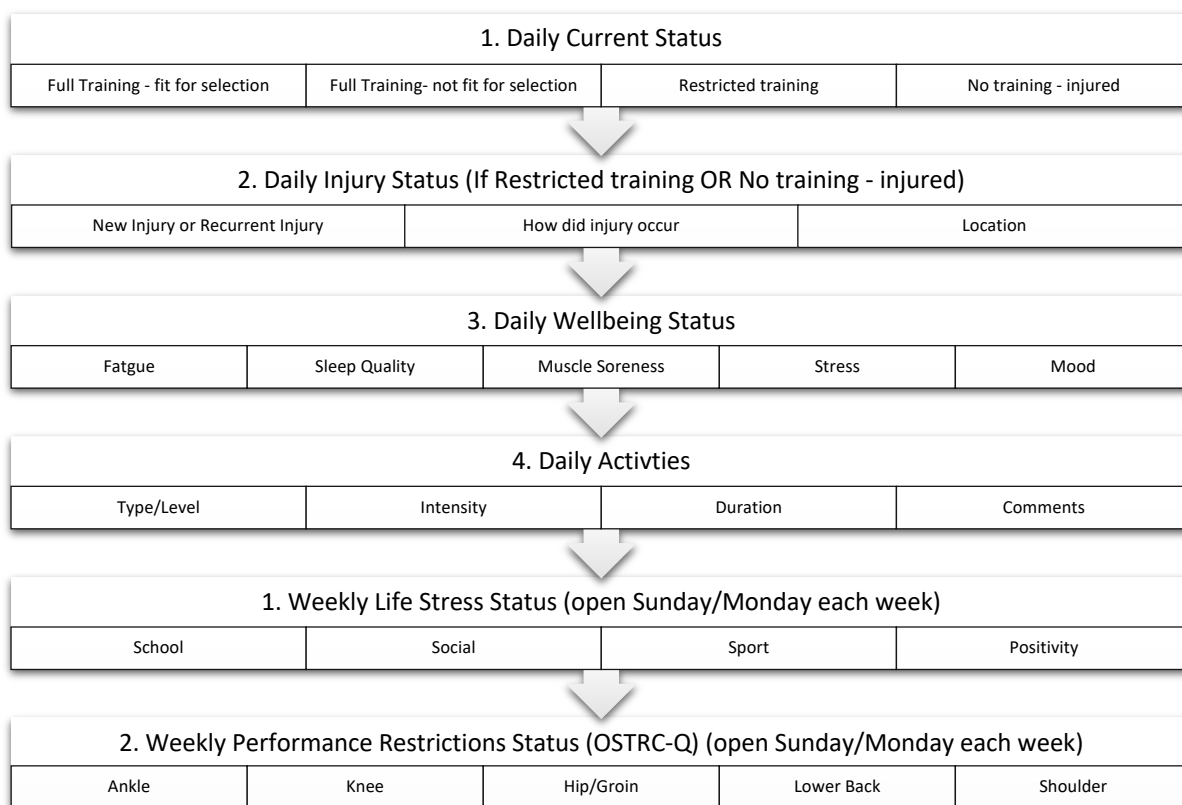 1. Daily Current Status
Full Training - fit for selection
Full Training- not fit for selection
Restricted training
No training - injured
2. Daily Injury Status (If Restricted training OR No training - injured)
New Injury or Recurrent Injury
How did injury occur
Location
3. Daily Wellbeing Status
Fatgue
Sleep Quality
Muscle Soreness
Stress
Mood
4. Daily Activties
Type/Level
Intensity
Duration
Comments
1. Weekly Life Stress Status (open Sunday/Monday each week)
School
Social
Sport
Positivity
2. Weekly Performance Restrictions Status (OSTRC-Q) (open Sunday/Monday each week)
Ankle
Knee
Hip/Groin
Lower Back
Shoulder